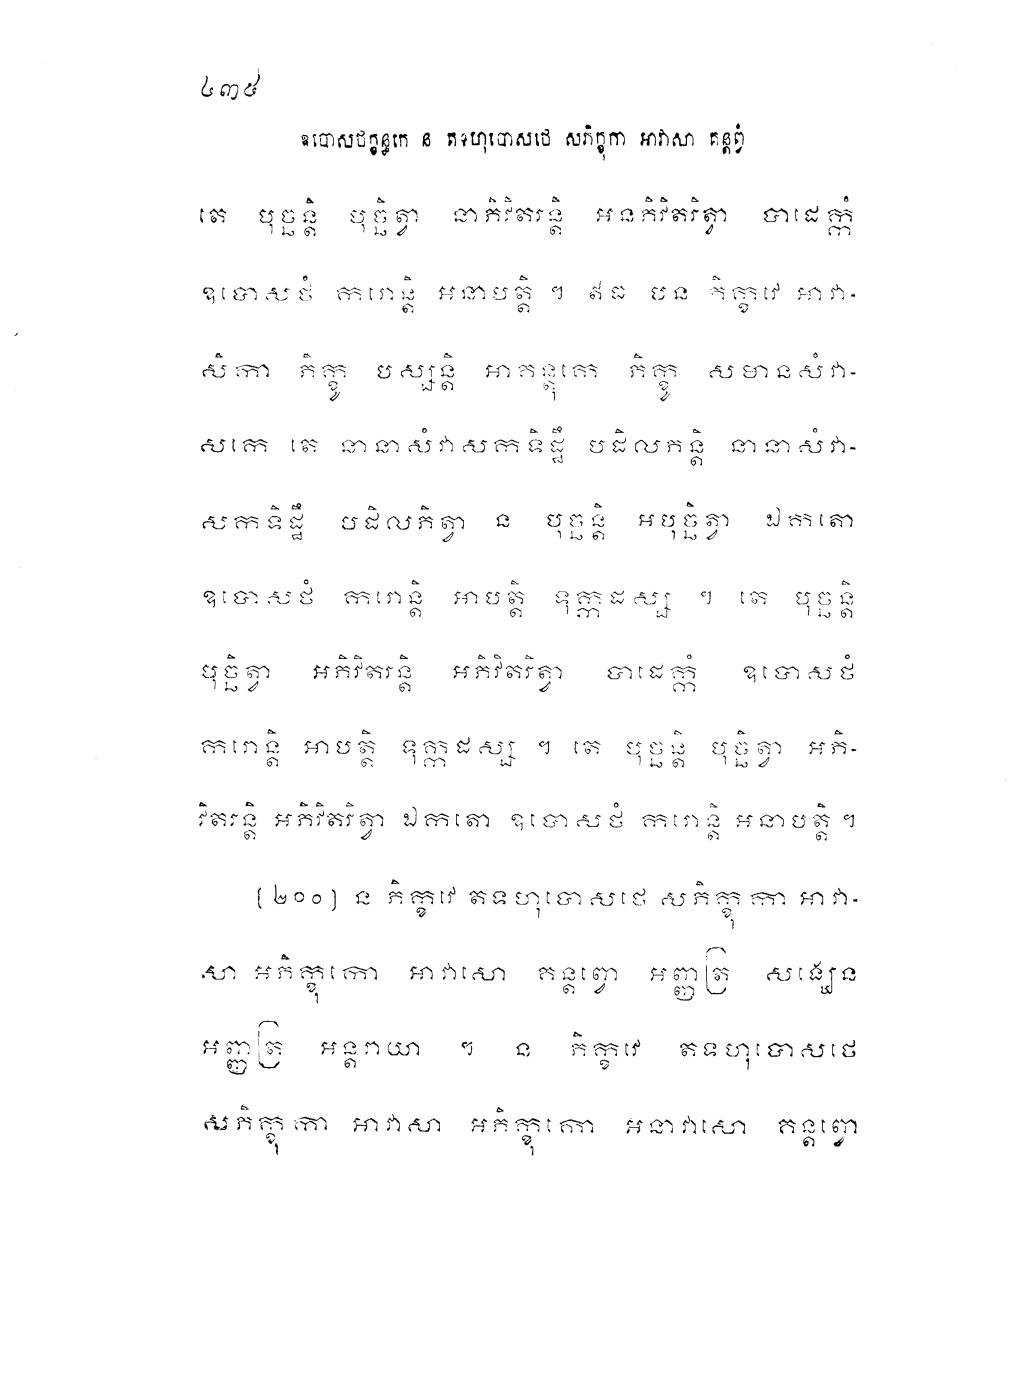 ៤៣៥
ឧបោសថក្ខន្ធកេ ន តទហុបោសថេ សភិក្ខុកា អាវាសា គន្តព្វំ
តេ បុច្ឆន្តិ បុច្ឆិត្វា នាភិវិតរន្តិ អនភិវិតរិត្វា បាដេក្កំ
ឧបោសថំ ករោន្តិ អនាបត្តិ ។ ឥធ បន ភិក្ខវេ អាវា-
សិកា ភិក្ខូ បស្សន្តិ អាគន្តុកេ ភិក្ខូ សមានសំវា-
សកេ តេ នានាសំវាសកទិដ្ឋឹ បដិលភន្តិ នានាសំវា-
សកទិដ្ឋឹ បដិលភិត្វា ន បុច្ឆន្តិ អបុច្ឆិត្វា ឯកតោ
ឧបោសថំ ករោន្តិ អាបត្តិ ទុក្កដស្ស ។ តេ បុច្ឆន្តិ
បុច្ឆិត្វា អភិវិតរន្តិ អភិវិតរិត្វា បាដេក្កំ ឧបោសថំ
ករោន្តិ អាបត្តិ ទុក្កដស្ស ។ តេ បុច្ឆន្តិ បុច្ឆិត្វា អភិ-
វិតរន្តិ អភិវិតរិត្វា ឯកតោ ឧបោសថំ ករោន្តិ អនាបត្តិ ។
(២០០) ន ភិក្ខវេ តទហុបោសថេ សភិក្ខុកា អាវា-
សា អភិក្ខុកោ អាវាសោ គន្តព្វោ អញ្ញត្រ សង្ឃេន
អញ្ញត្រ អន្តរាយា ។ ន ភិក្ខវេ តទហុបោសថេ
សភិក្ខុកា អាវាសា អភិក្ខុកោ អនាវាសោ គន្តព្វោ